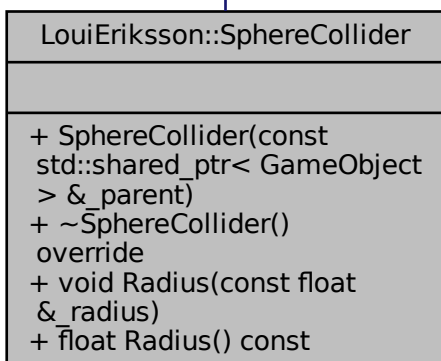 LouiEriksson::SphereCollider
+ SphereCollider(const
std::shared_ptr< GameObject
> &_parent)
+ ~SphereCollider()
override
+ void Radius(const float
&_radius)
+ float Radius() const